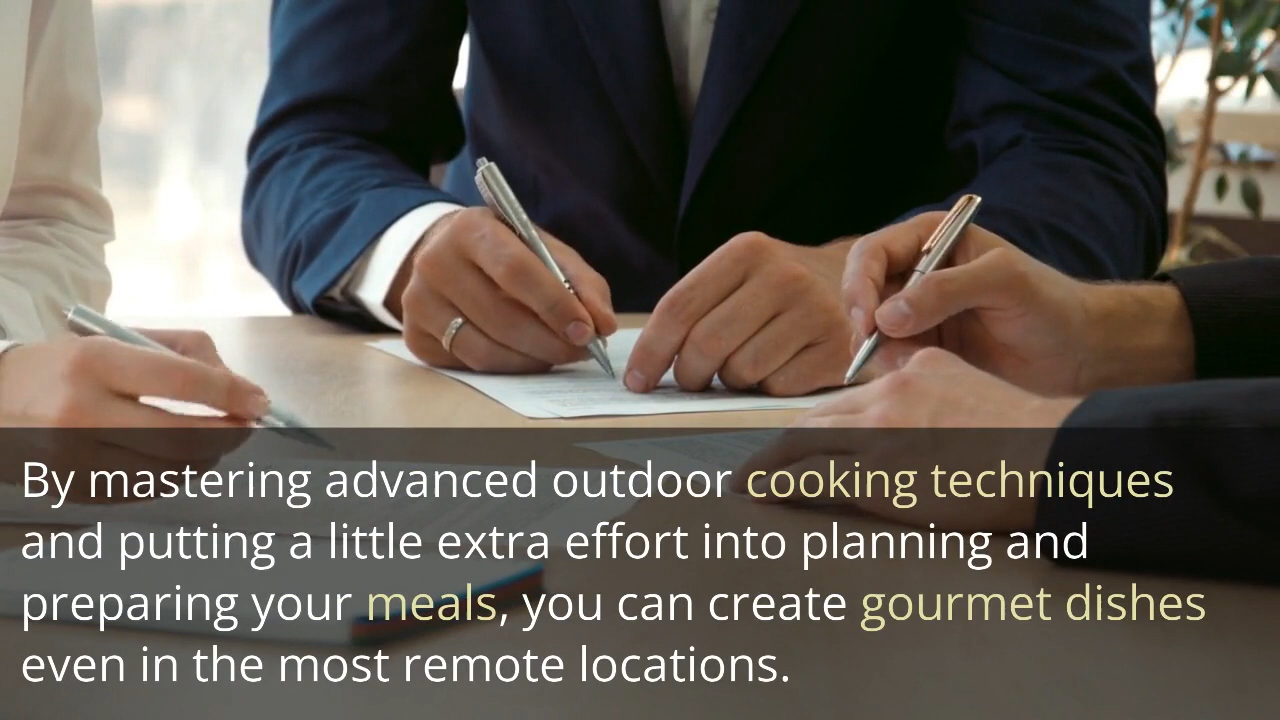 By mastering advanced outdoor cooking techniques
and putting a little extra effort into planning and
preparing your meals, you can create gourmet dishes
even in the most remote locations.